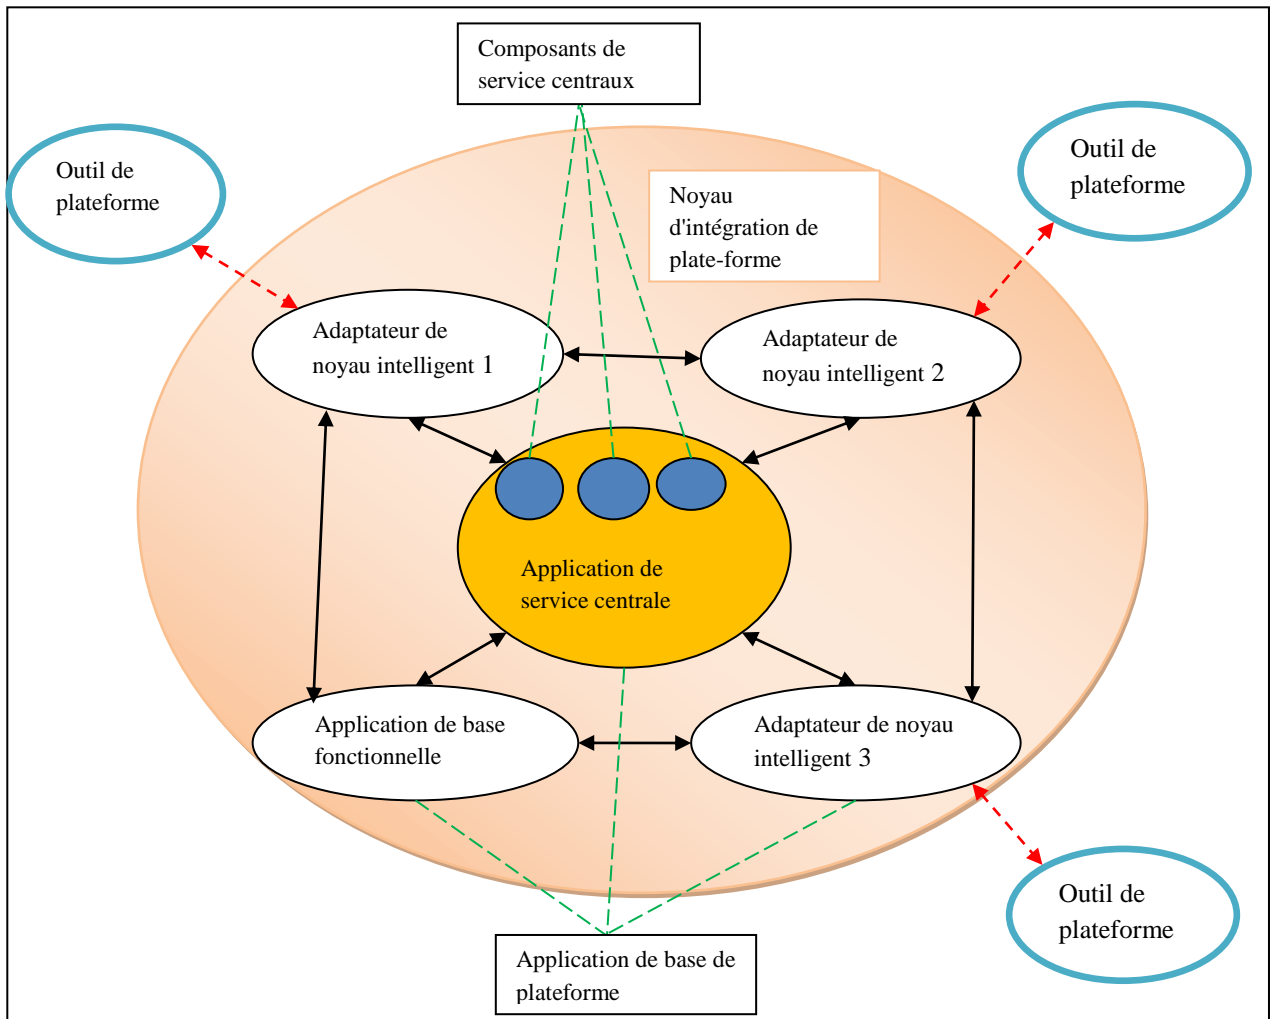 Composants de
service centraux
Outil de
plateforme
Outil de
plateforme
Noyau
d'intégration de
plate-forme
Adaptateur de
noyau intelligent 1
Adaptateur de
noyau intelligent 2
Application de
service centrale
Application de base
fonctionnelle
Adaptateur de noyau
intelligent 3
Outil de
plateforme
Application de base de
plateforme